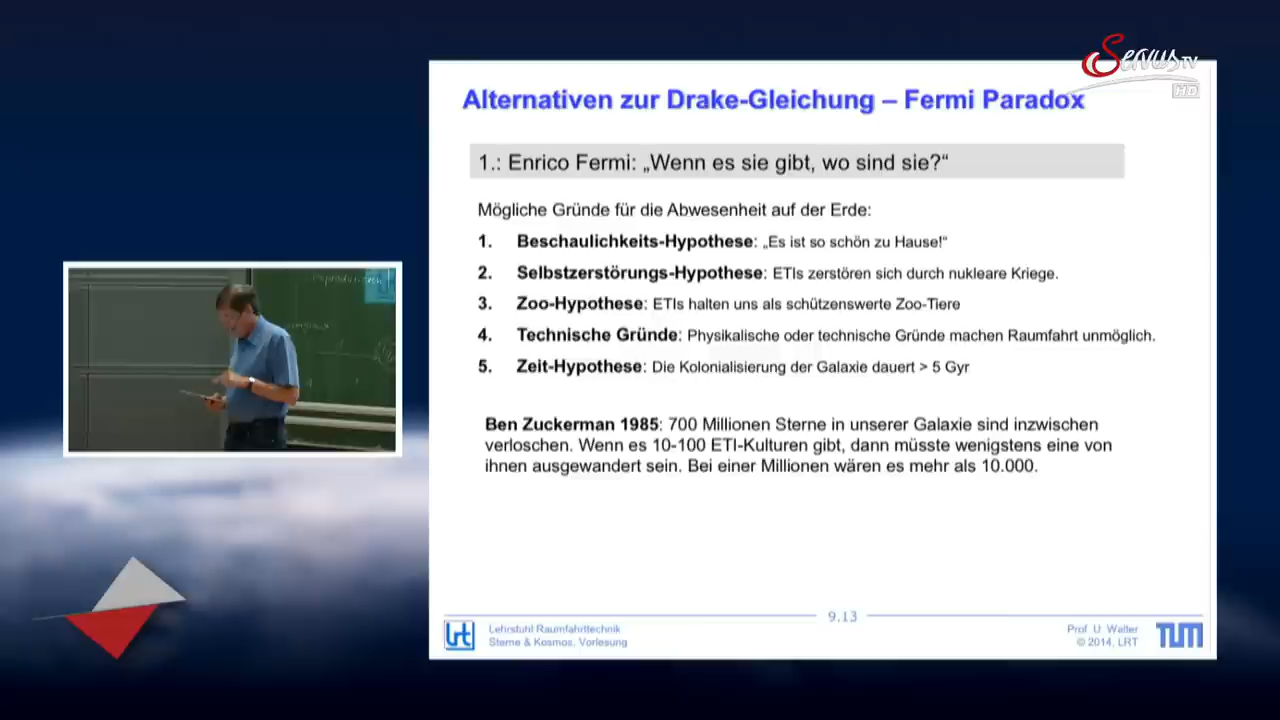 Servus TV
HD
Alternativen zur Drake-Gleichung – Fermi Paradox
1.: Enrico Fermi: „Wenn es sie gibt, wo sind sie?“
Mögliche Gründe für die Abwesenheit auf der Erde:
1. Beschaulichkeits-Hypothese: „Es ist so schön zu Hause!“
2. Selbstzerstörungs-Hypothese: ETIs zerstören sich durch nukleare Kriege.
3. Zoo-Hypothese: ETIs halten uns als schützenswerte Zoo-Tiere
4. Technische Gründe: Physikalische oder technische Gründe machen Raumfahrt unmöglich.
5. Zeit-Hypothese: Die Kolonialisierung der Galaxie dauert > 5 Gyr
Ben Zuckerman 1985: 700 Millionen Sterne in unserer Galaxie sind inzwischen
verloschen. Wenn es 10-100 ETI-Kulturen gibt, dann müsste wenigstens eine von
ihnen ausgewandert sein. Bei einer Millionen wären es mehr als 10.000.
9.13
lrt
Lehrstuhl Raumfahrttechnik
Sterne & Kosmos, Vorlesung
Prof. U. Walter
© 2014, LRT
TUM